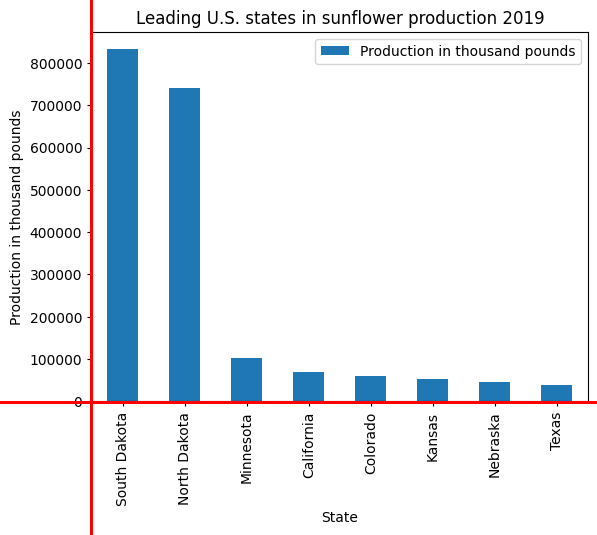 Leading U.S. states in sunflower production 2019
Production in thousand pounds
Production in thousand pounds
800000
700000
600000
500000
400000
300000
200000
100000
0
South Dakota
North Dakota
Minnesota
California
Colorado
Kansas
Nebraska
Texas
State